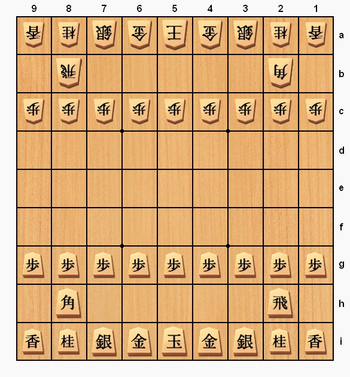 9 8 7 6 5 4 3 2 1
香 桂 銀 金 王 金 銀 桂 香 a
飛 角 b
歩 歩 歩 歩 歩 歩 歩 歩 歩 c
d
e
f
歩 歩 歩 歩 歩 歩 歩 歩 歩 g
角 飛 h
香 桂 銀 金 玉 金 銀 桂 香 i